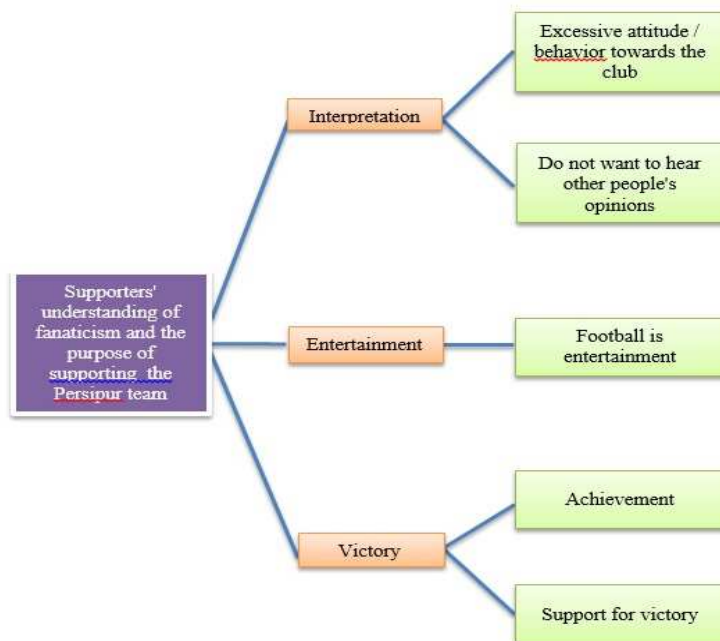 Excessive attitude /
behavior towards the
club
Interpretation
Do not want to hear
other people's
opinions
Supporters'
understanding of
fanaticism and the
purpose of
supporting the
Persipur team
Entertainment
Football is
entertainment
Achievement
Victory
Support for victory